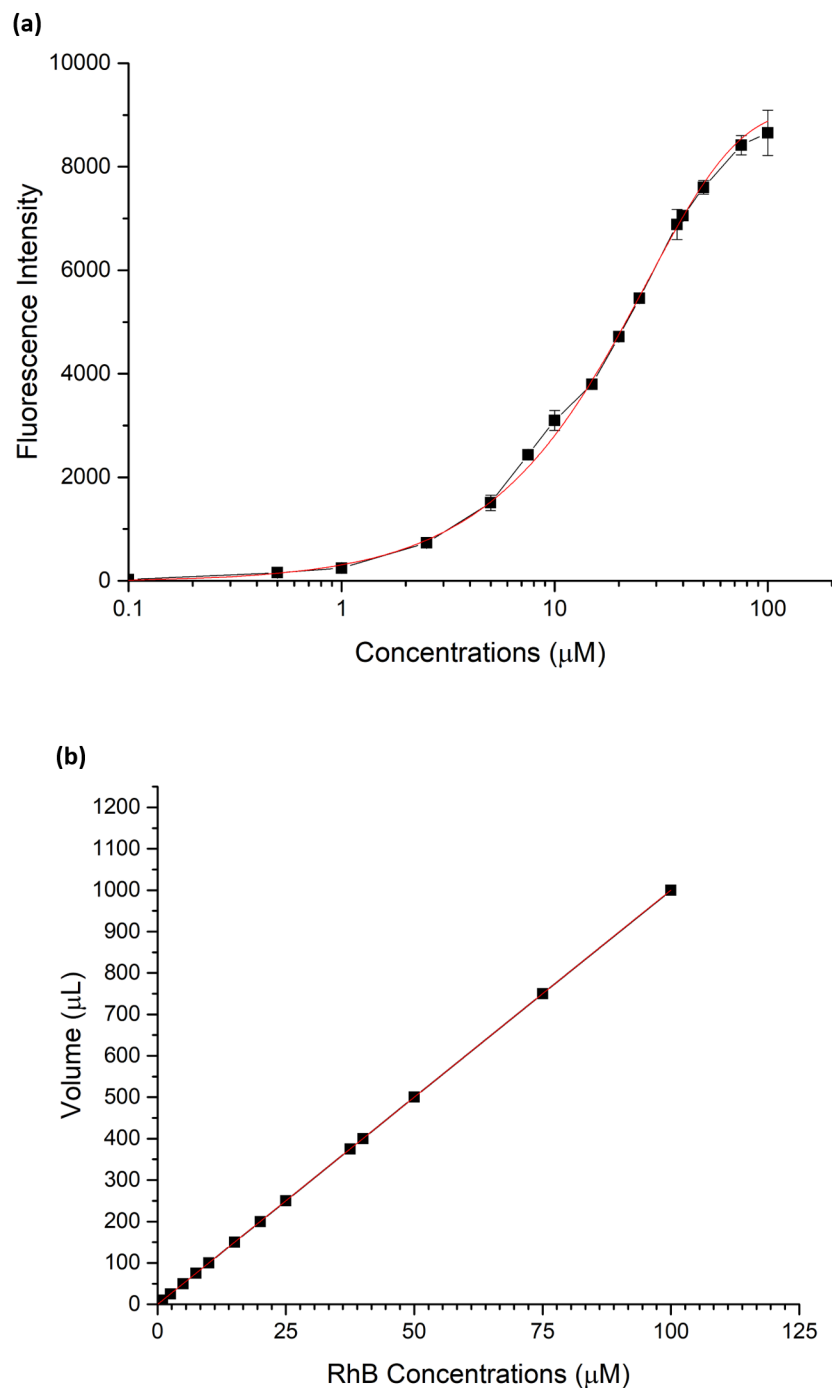 (a)
10000
8000
6000
4000
2000
0
Fluorescence Intensity
0.1 1 10 100
Concentrations (μM)
(b)
1200
1100
1000
900
800
700
600
500
400
300
200
100
0
Volume (μL)
0 25 50 75 100 125
RhB Concentrations (μM)